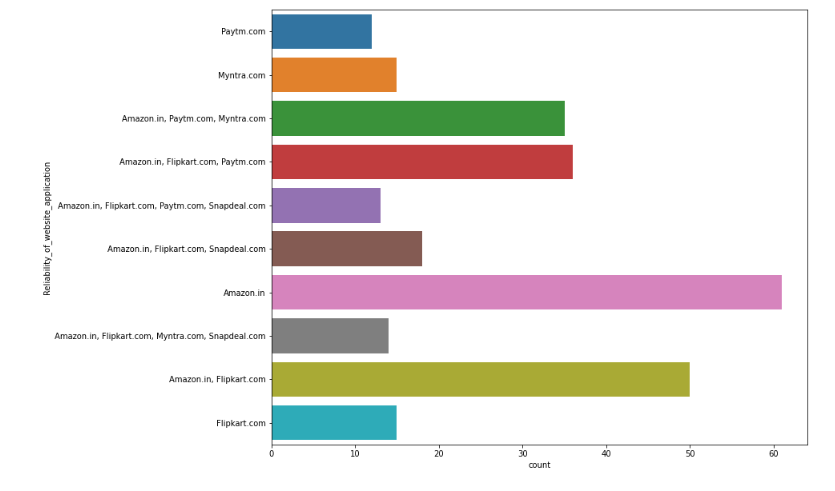 Paytm.com
Myntra.com
Amazon.in, Paytm.com, Myntra.com
Amazon.in, Flipkart.com, Paytm.com
Amazon.in, Flipkart.com, Paytm.com, Snapdeal.com
Amazon.in, Flipkart.com, Snapdeal.com
Amazon.in
Amazon.in, Flipkart.com, Myntra.com, Snapdeal.com
Amazon.in, Flipkart.com
Flipkart.com
Reliability_of_website_application
0 10 20 30 40 50 60
count